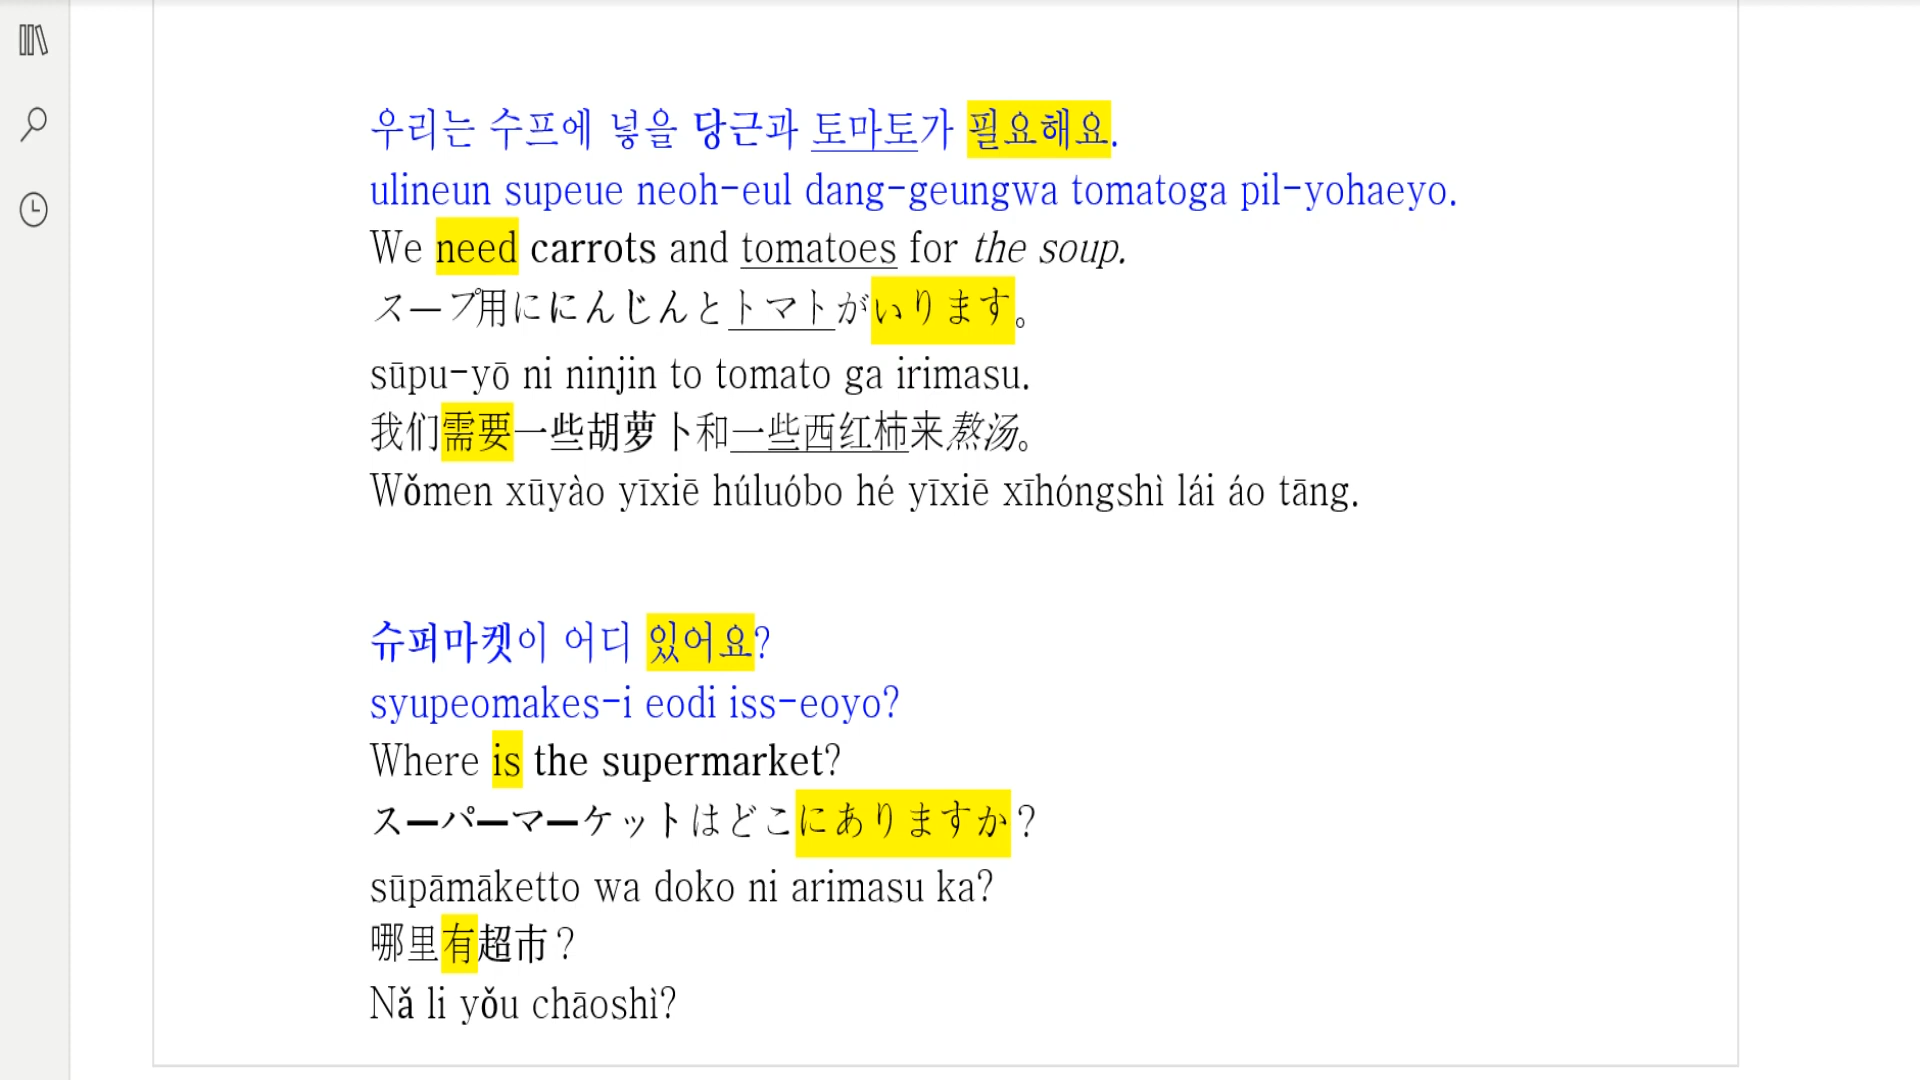 우리는 수프에 넣을 당근과 토마토가 필요해요.
ulineun supeue neoh-eul dang-geungwa tomatoga pil-yohaeyo.
We need carrots and tomatoes for the soup.
スープ用ににんじんとトマトがいります。
sūpu-yō ni ninjin to tomato ga irimasu.
我们需要一些胡萝卜和一些西红柿来熬汤。
Wǒmen xūyào yīxiē húluóbo hé yīxiē xīhóngshì lái áo tāng.
슈퍼마켓이 어디 있어요?
syupeomakes-i eodi iss-eoyo?
Where is the supermarket?
スーパーマーケットはどこにありますか？
sūpāmāketto wa doko ni arimasu ka?
哪里有超市？
Nǎ li yǒu chāoshì?